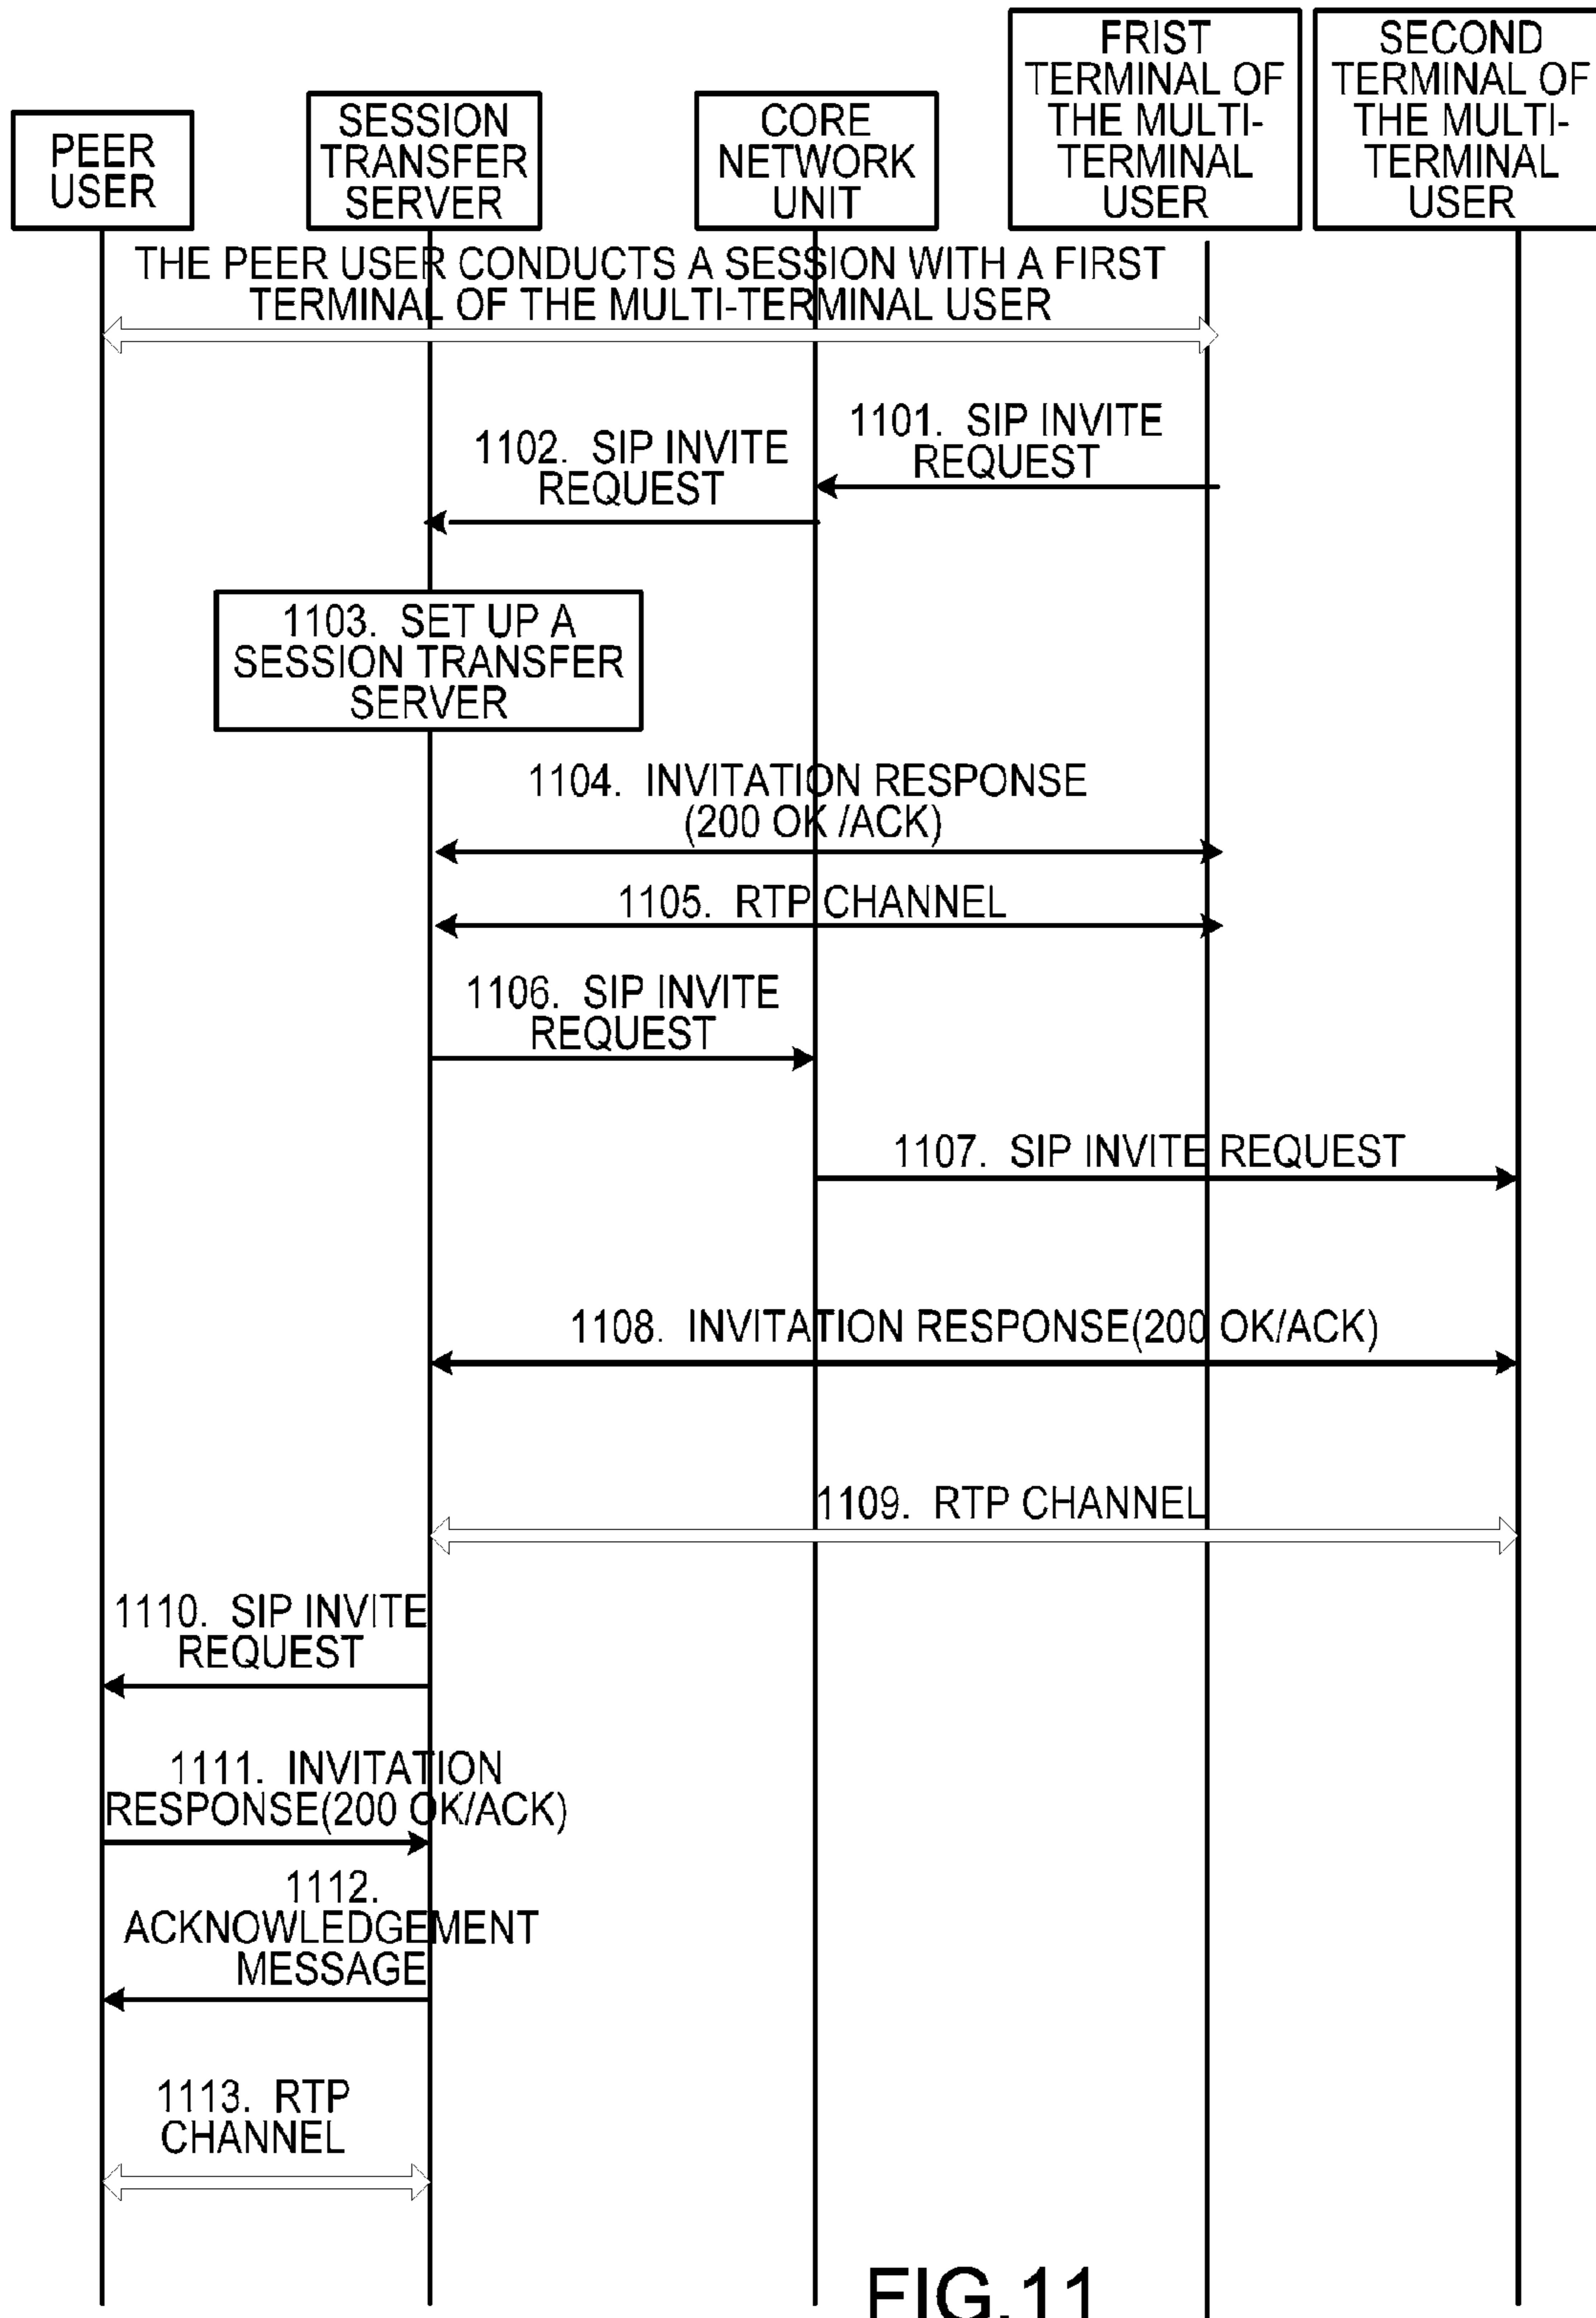 PEER
USER
SESSION
TRANSFER
SERVER
CORE
NETWORK
UNIT
FRIST
TERMINAL OF
THE MULTI-
TERMINAL
USER
SECOND
TERMINAL OF
THE MULTI-
TERMINAL
USER
THE PEER USER CONDUCTS A SESSION WITH A FIRST
TERMINAL OF THE MULTI-TERMINAL USER
1101. SIP INVITE
REQUEST
1102. SIP INVITE
REQUEST
1103. SET UP A
SESSION TRANSFER
SERVER
1104. INVITATION RESPONSE
(200 OK /ACK)
1105. RTP CHANNEL
1106. SIP INVITE
REQUEST
1107. SIP INVITE REQUEST
1108. INVITATION RESPONSE(200 OK/ACK)
1109. RTP CHANNEL
1110. SIP INVITE
REQUEST
1111. INVITATION
RESPONSE(200 OK/ACK)
1112.
ACKNOWLEDGEMENT
MESSAGE
1113. RTP
CHANNEL
FIG.11